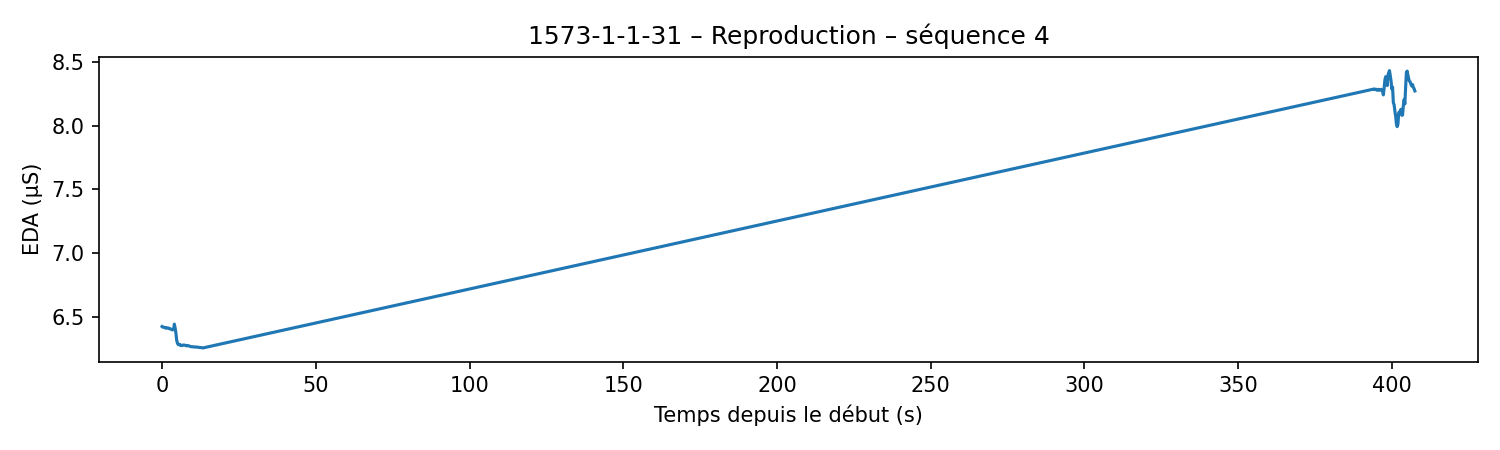 1573-1-1-31 – Reproduction – séquence 4
8.5
8.0
7.5
7.0
6.5
EDA (µS)
0 50 100 150 200 250 300 350 400
Temps depuis le début (s)